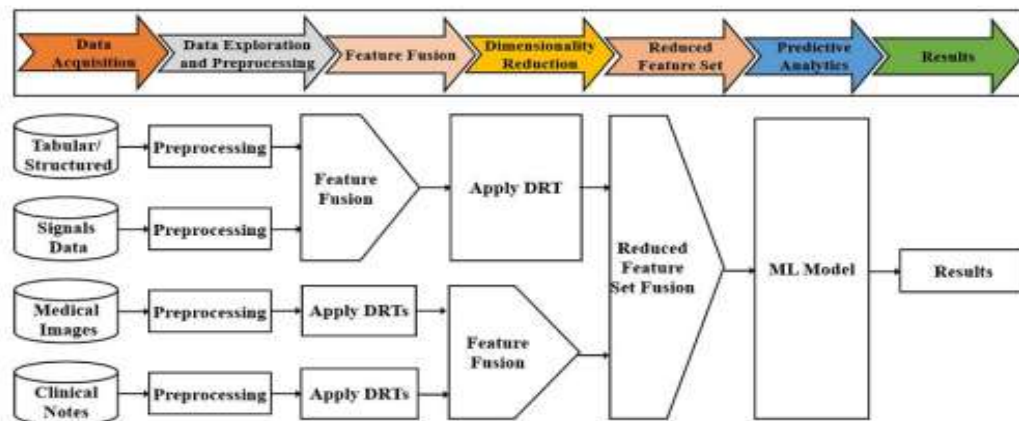 Data
Acquisition
Data Exploration
and Preprocessing
Feature Fusion
Dimensionality
Reduction
Reduced
Feature Set
Predictive
Analytics
Results
Tabular/
Structured
Preprocessing
Feature
Fusion
Apply DRT
Signals
Data
Preprocessing
Reduced
Feature
Set Fusion
ML Model
Results
Medical
Images
Preprocessing
Apply DRTs
Feature
Fusion
Clinical
Notes
Preprocessing
Apply DRTs